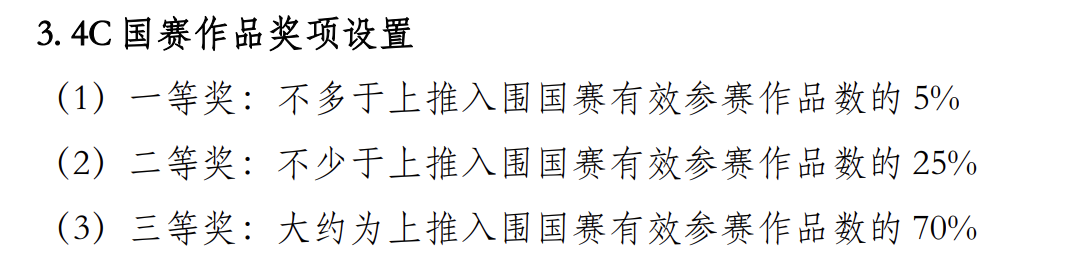 3. 4C 国赛作品奖项设置
（1）一等奖：不多于上推入围国赛有效参赛作品数的 5%
（2）二等奖：不少于上推入围国赛有效参赛作品数的 25%
（3）三等奖：大约为上推入围国赛有效参赛作品数的 70%